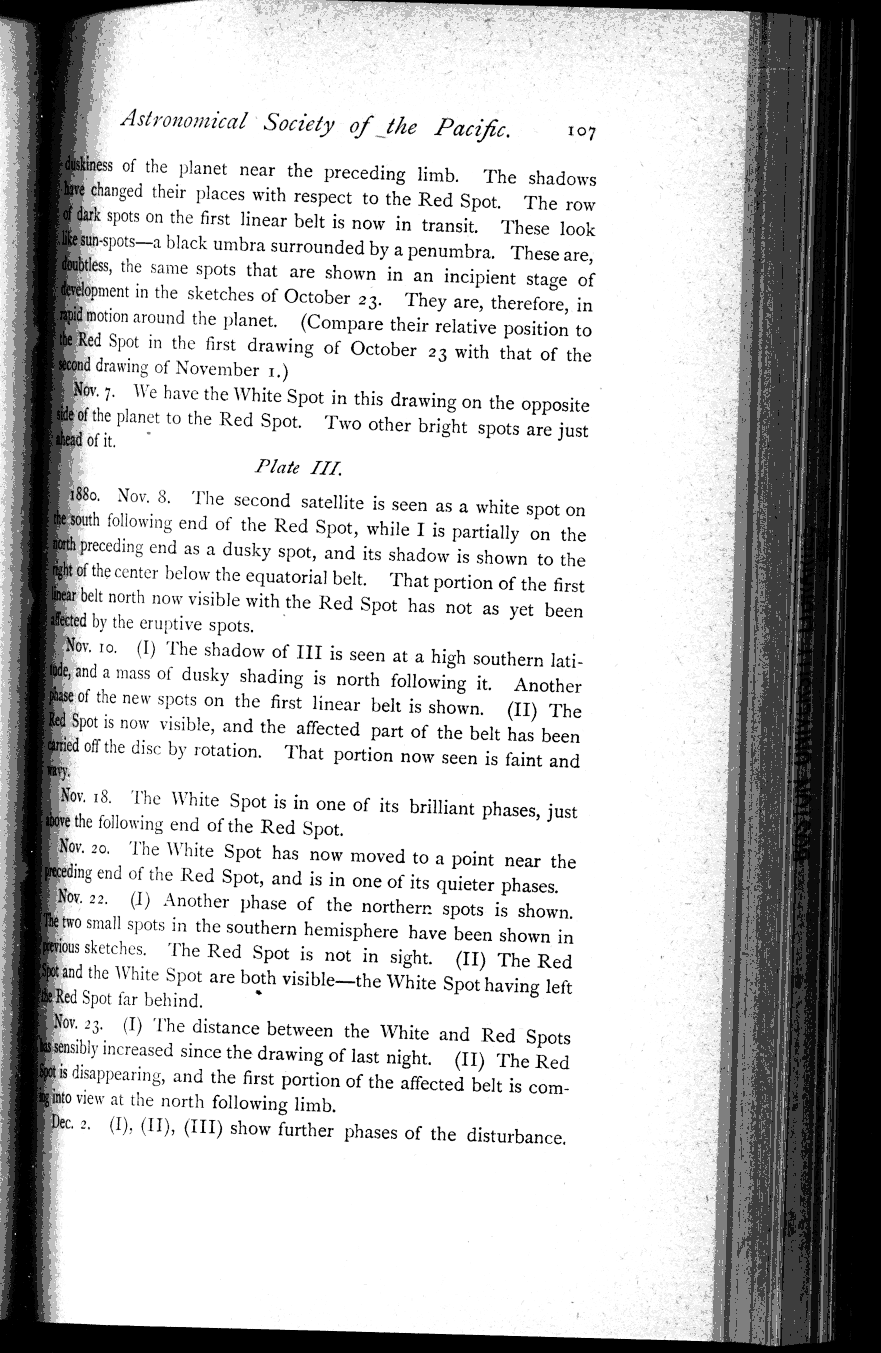 Astronomical Society of the Pacific. 107
duskiness of the planet near the preceding limb. The shadows
have changed their places with respect to the Red Spot. The row
of dark spots on the first linear belt is now in transit. These look
like sun-spots—a black umbra surrounded by a penumbra. These are,
doubtless, the same spots that are shown in an incipient stage of
development in the sketches of October 23. They are, therefore, in
rapid motion around the planet. (Compare their relative position to
the Red Spot in the first drawing of October 23 with that of the
second drawing of November 1.)
Nov. 7. We have the White Spot in this drawing on the opposite
side of the planet to the Red Spot. Two other bright spots are just
ahead of it.
Plate III.
1880. Nov. 8. The second satellite is seen as a white spot on
the south following end of the Red Spot, while I is partially on the
north preceding end as a dusky spot, and its shadow is shown to the
right of the center below the equatorial belt. That portion of the first
linear belt north now visible with the Red Spot has not as yet been
affected by the eruptive spots.
Nov. 10. (I) The shadow of III is seen at a high southern lati-
tude, and a mass of dusky shading is north following it. Another
phase of the new spots on the first linear belt is shown. (II) The
Red Spot is now visible, and the affected part of the belt has been
carried off the disc by rotation. That portion now seen is faint and
wavy.
Nov. 18. The White Spot is in one of its brilliant phases, just
above the following end of the Red Spot.
Nov. 20. The White Spot has now moved to a point near the
preceding end of the Red Spot, and is in one of its quieter phases.
Nov. 22. (I) Another phase of the northern spots is shown.
The two small spots in the southern hemisphere have been shown in
previous sketches. The Red Spot is not in sight. (II) The Red
Spot and the White Spot are both visible—the White Spot having left
the Red Spot far behind.
Nov. 23. (I) The distance between the White and Red Spots
has sensibly increased since the drawing of last night. (II) The Red
Spot is disappearing, and the first portion of the affected belt is com-
ing into view at the north following limb.
Dec. 2. (I), (II), (III) show further phases of the disturbance.